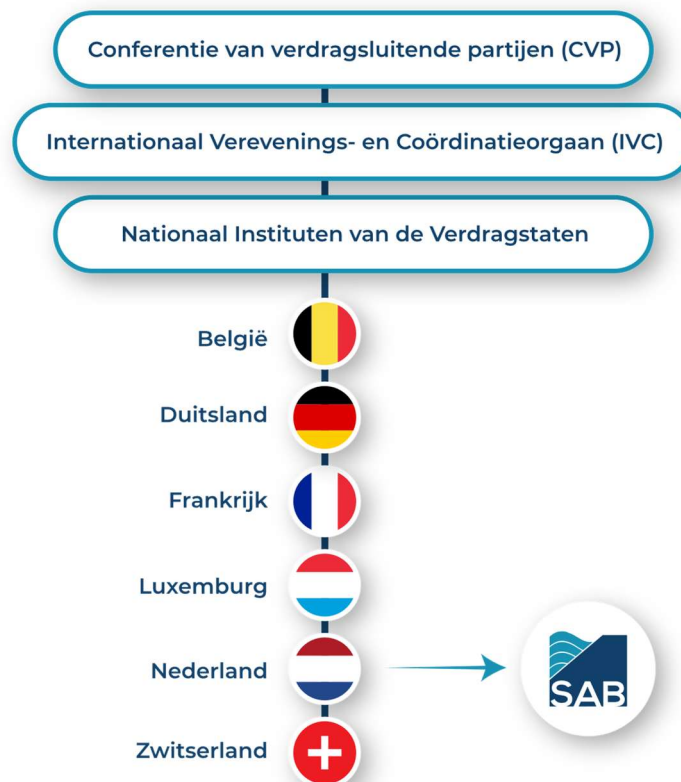 Conferentie van verdragsluitende partijen (CVP)
Internationaal Verevenings- en Coördinatieorgaan (IVC)
Nationaal Instituten van de Verdragstaten
België
Duitsland
Frankrijk
Luxemburg
Nederland
SAB
Zwitserland